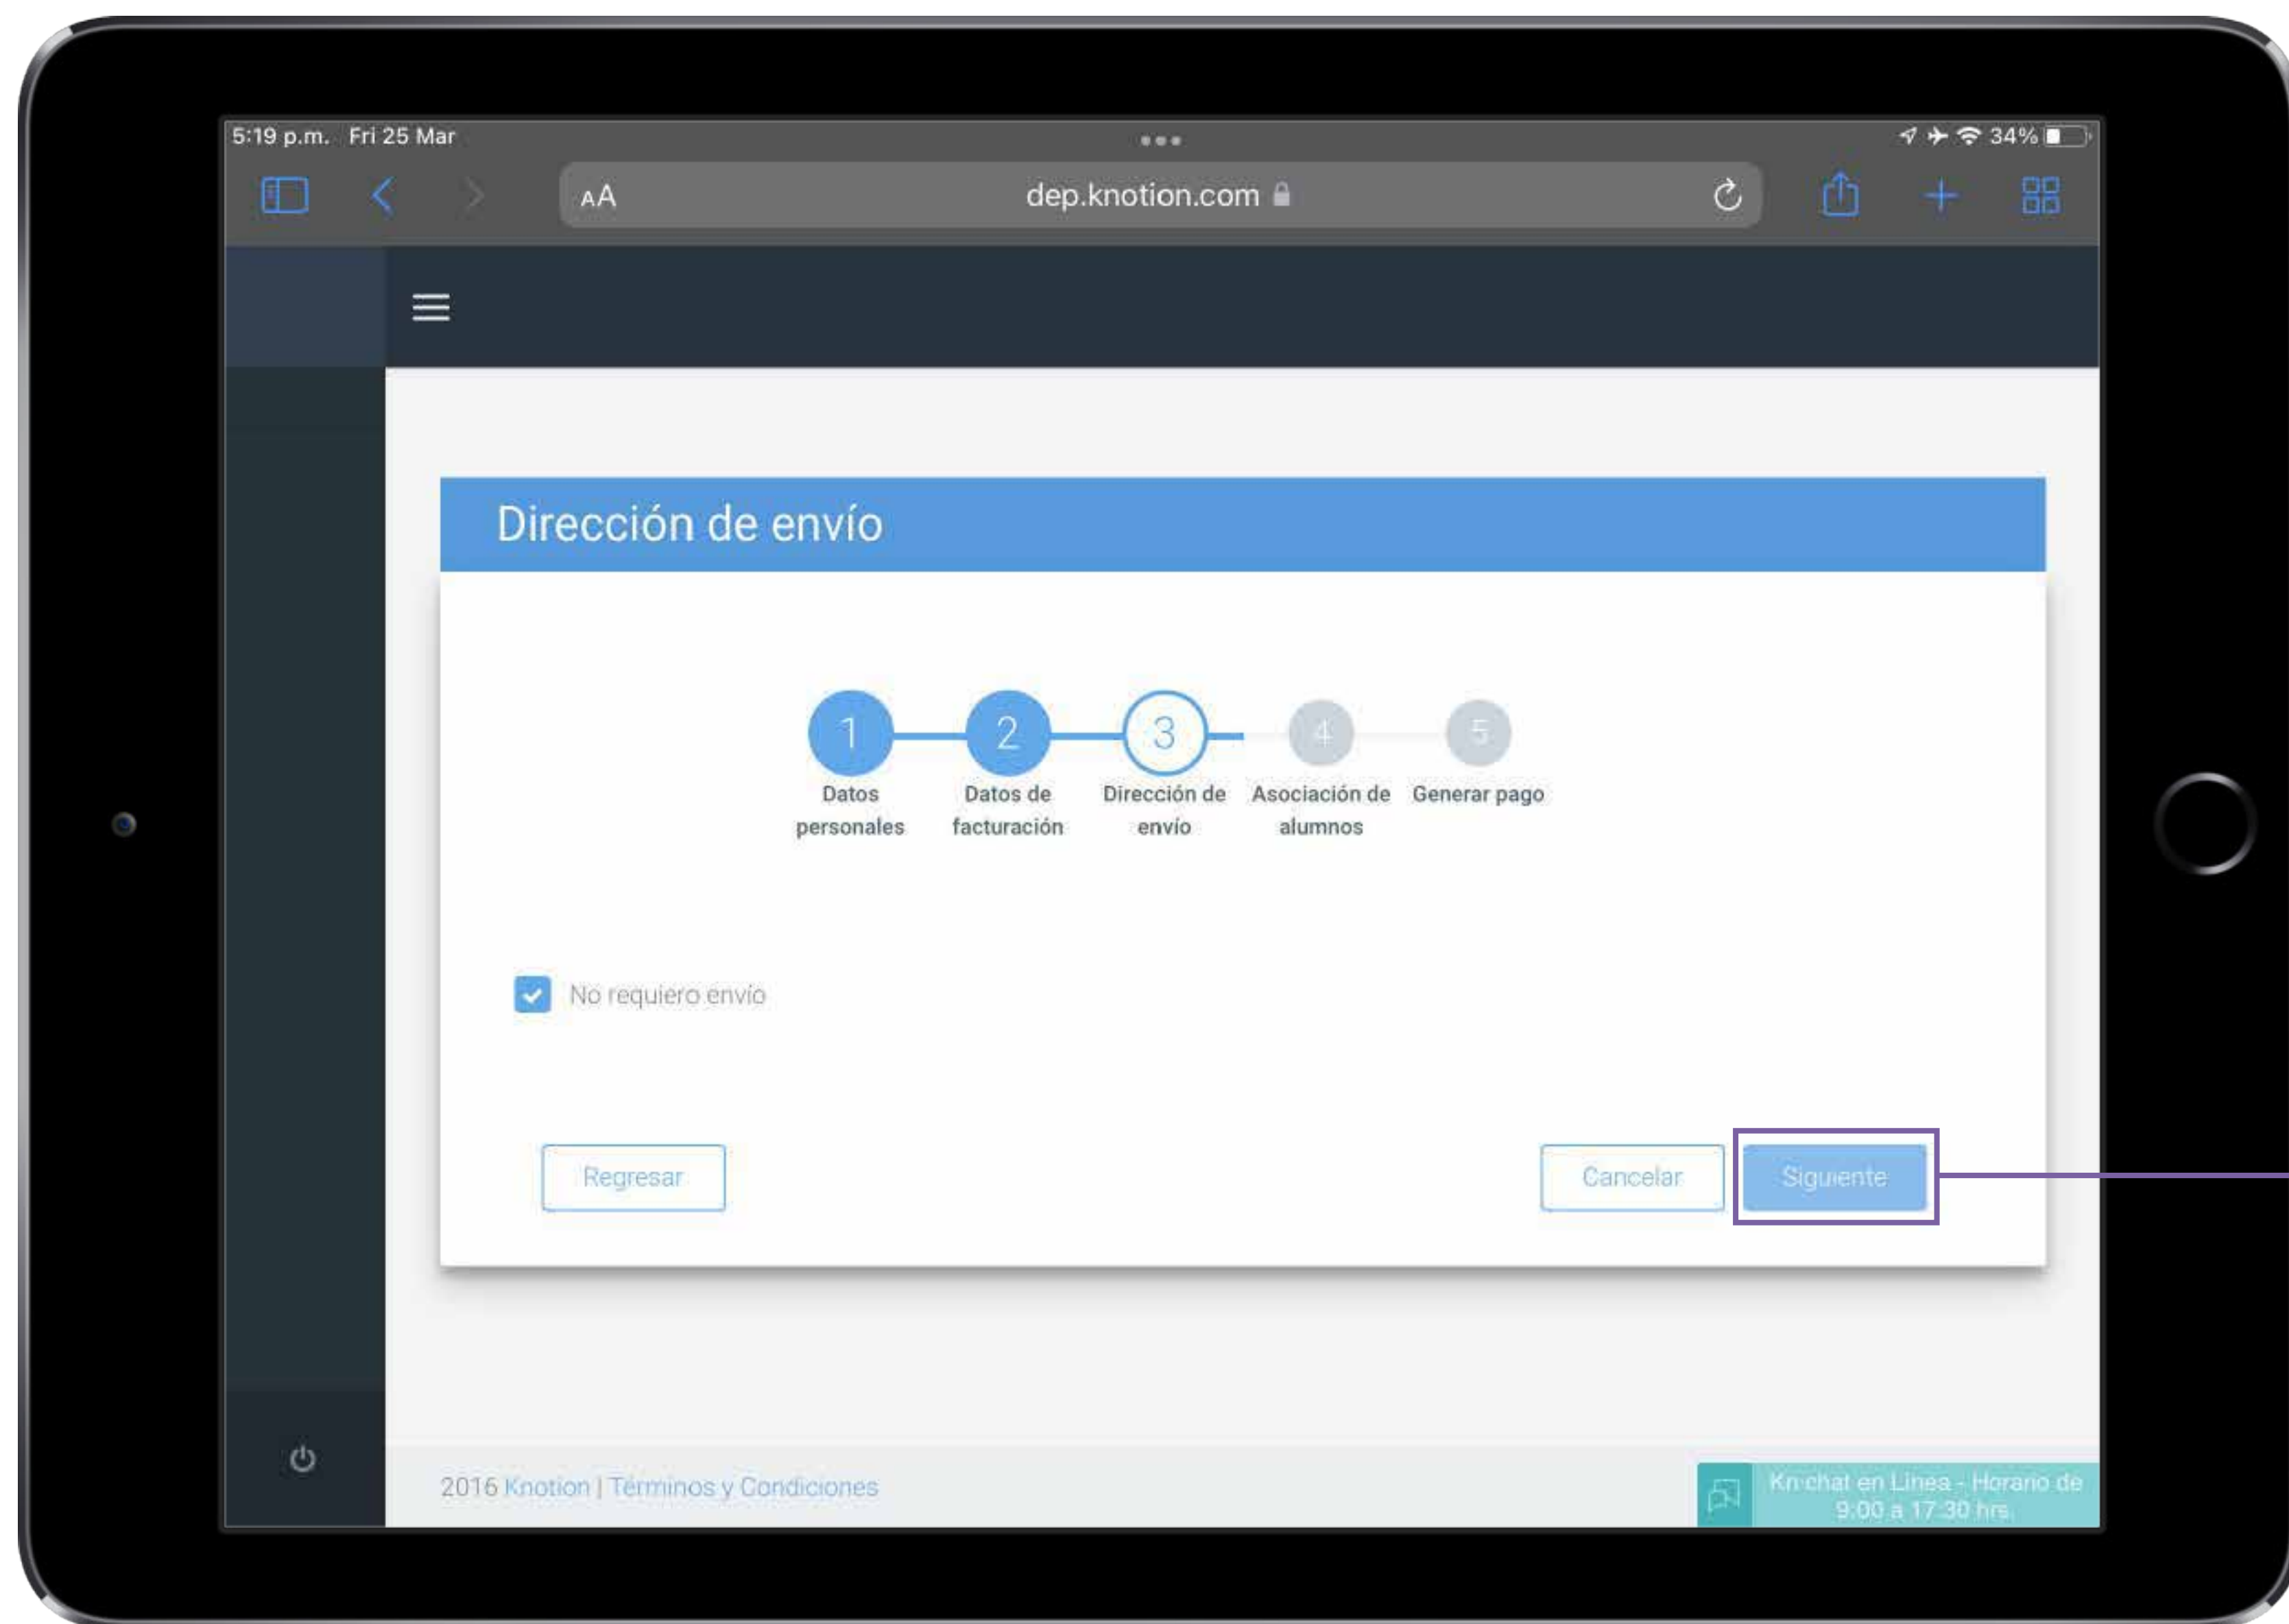 5:19 p.m. Fri 25 Mar
34%
AA
dep.knotion.com
Dirección de envío
1
2
3
4
5
Datos personales
Datos de facturación
Dirección de envío
Asociación de alumnos
Generar pago
No requiero envío
Regresar
Cancelar
Siguiente
2016 Knotion | Términos y Condiciones
Kn-chat en Línea - Horario de
9:00 a 17:30 hrs.